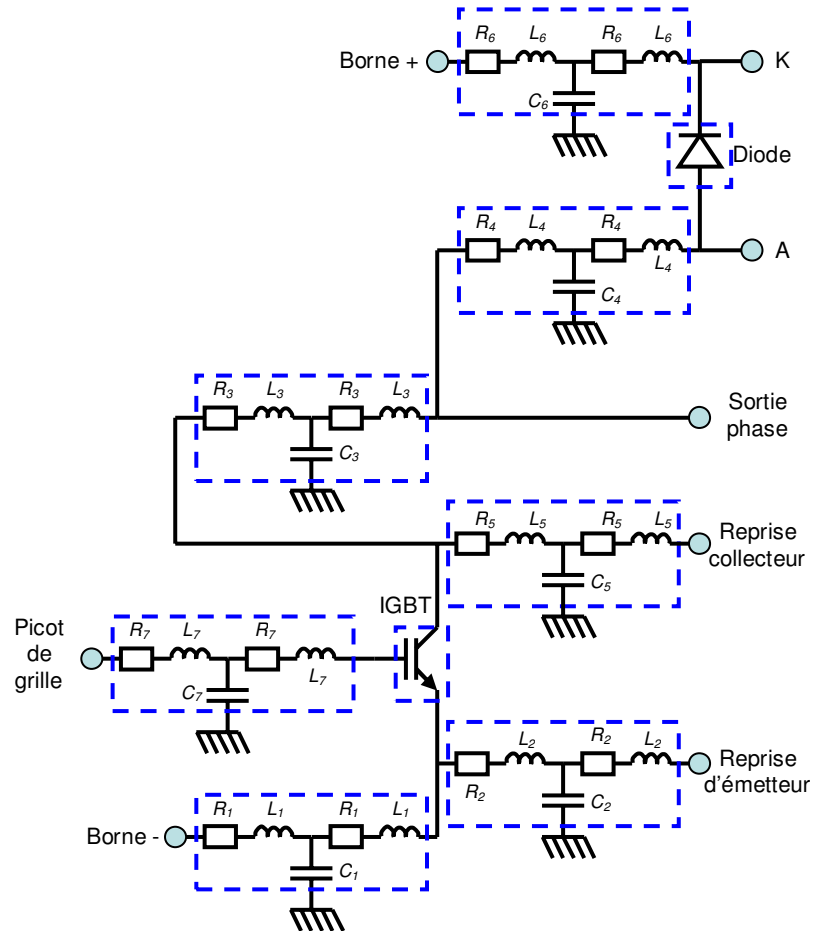 R6 L6 R6 L6
Borne +
K
C6
Diode
R4 L4 R4
L4
A
C4
R3 L3 R3 L3
Sortie
phase
C3
R5 L5 R5 L5
Reprise
collecteur
C5
IGBT
Picot
de
grille
R7 L7 R7
L7
C7
R2
L2 R2 L2
Reprise
d'émetteur
C2
R1 L1 R1 L1
Borne -
C1